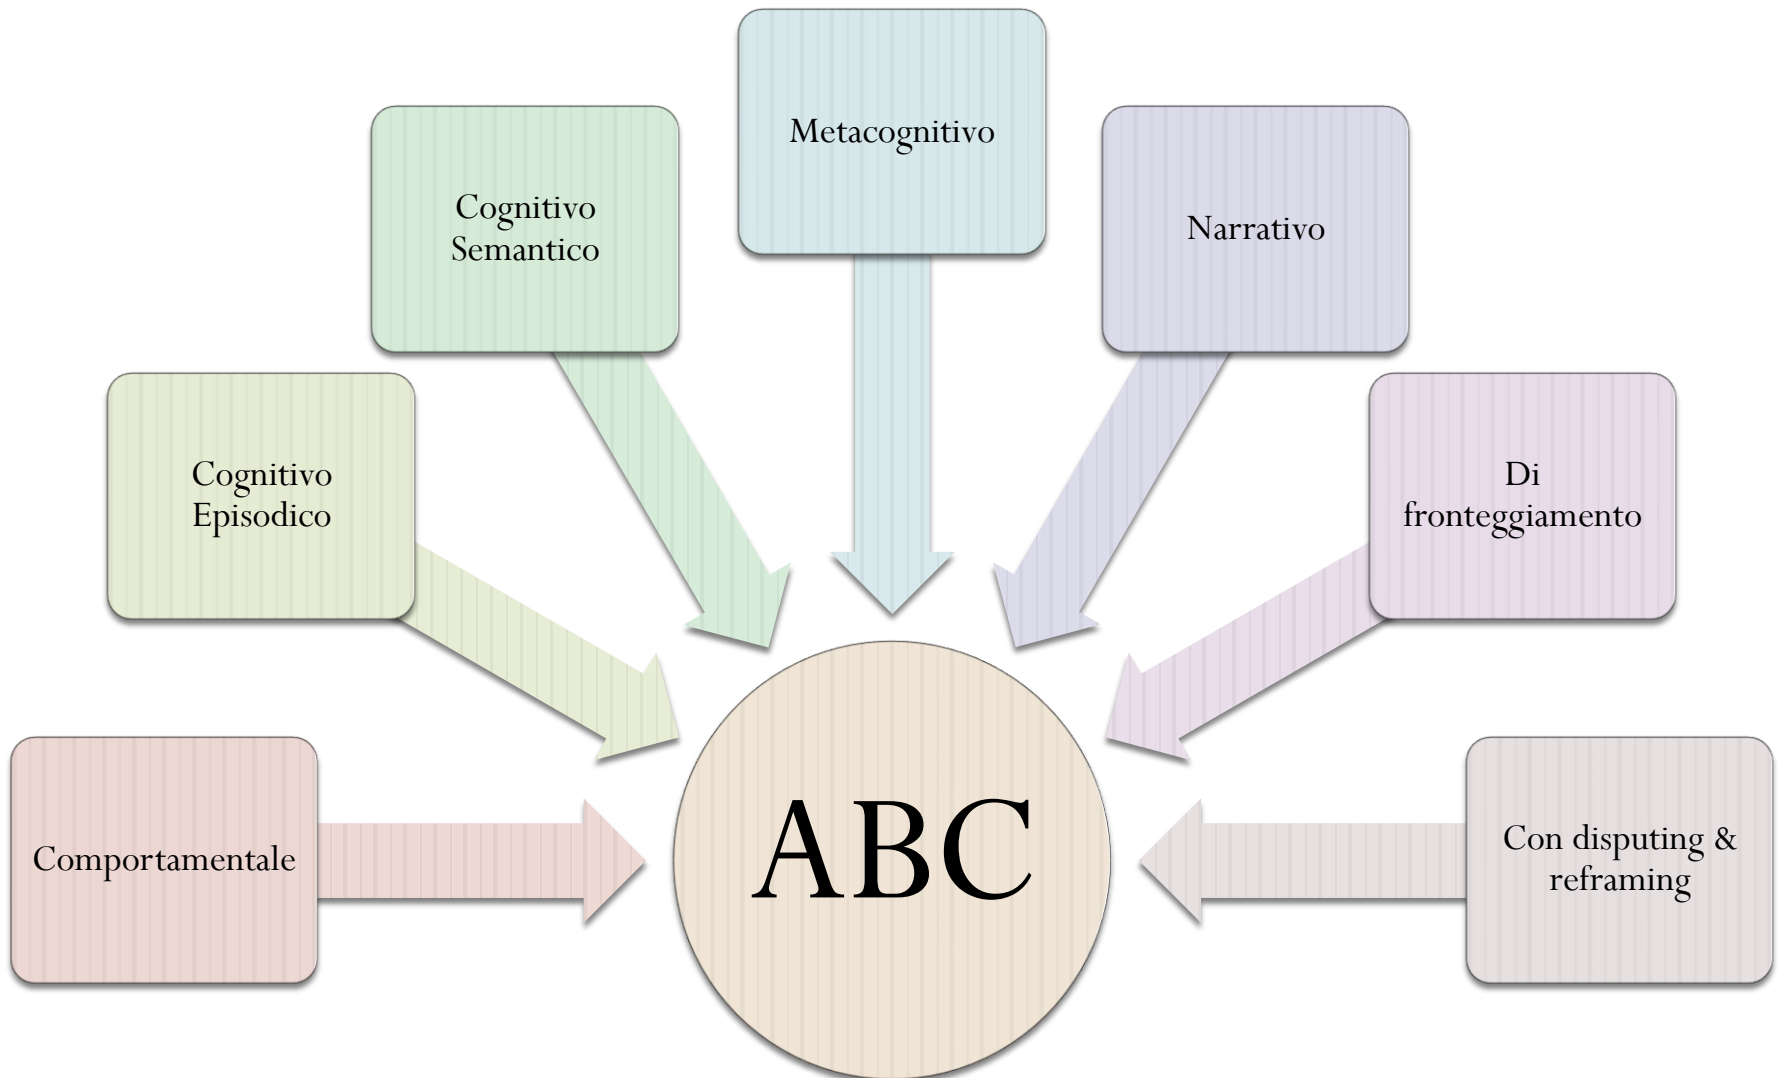 Comportamentale
Cognitivo
Episodico
Cognitivo
Semantico
Metacognitivo
Narrativo
Di
fronteggiamento
Con disputing &
reframing
ABC